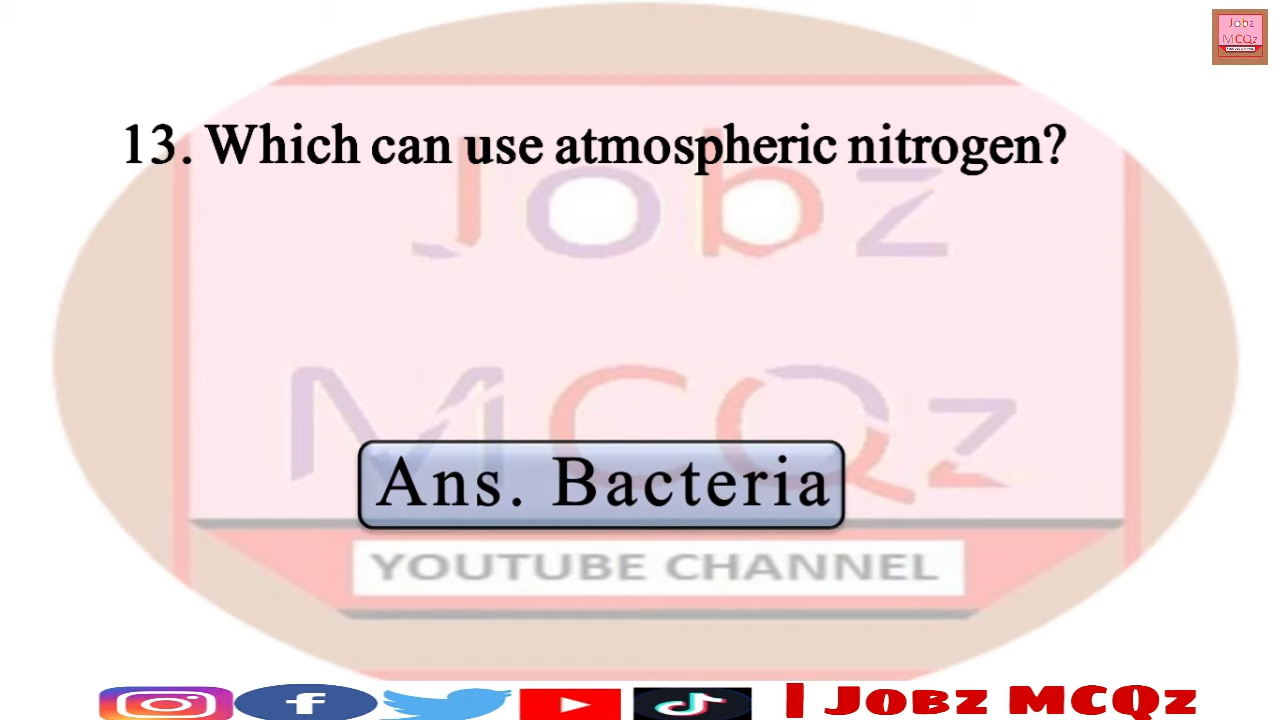 Jobz
MCQz
13. Which can use atmospheric nitrogen?
Jobz
MCQz
Ans. Bacteria
YOUTUBE CHANNEL
| Jobz MCQz